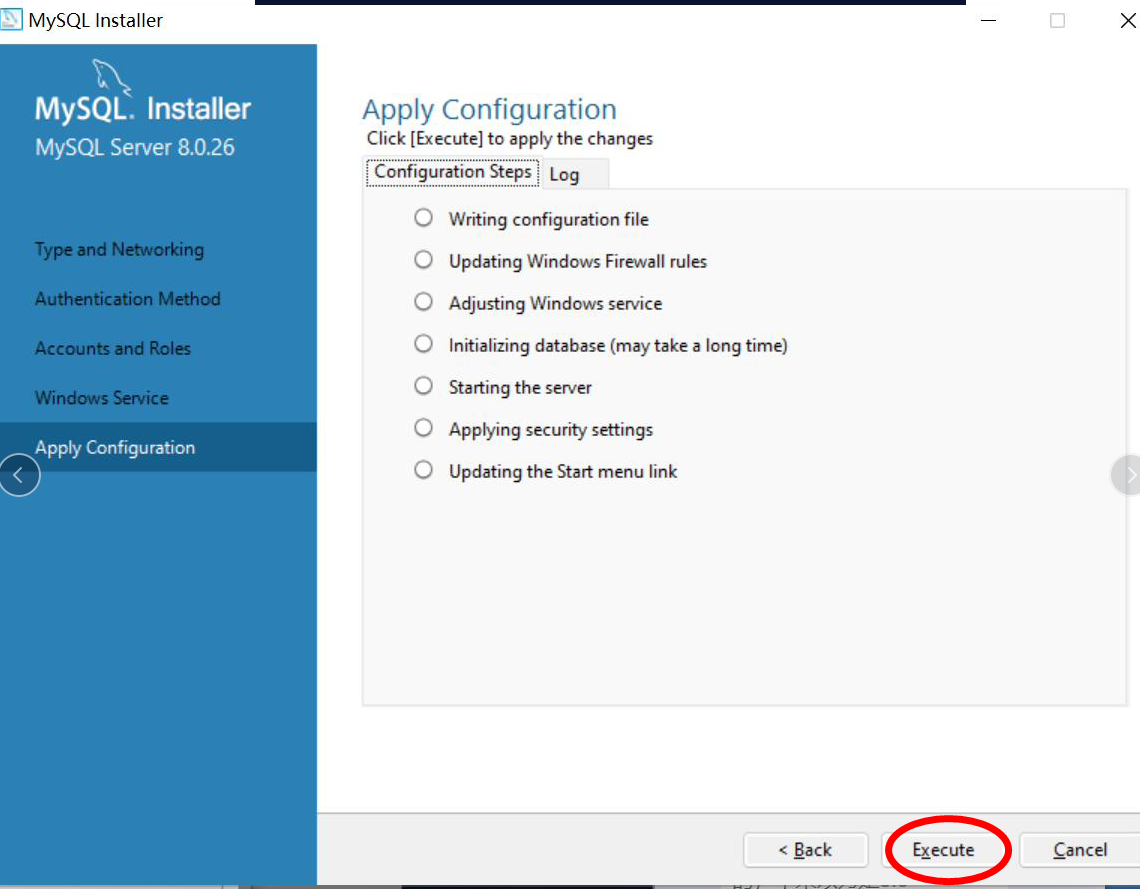 MySQL Installer
MySQL. Installer
MySQL Server 8.0.26
Type and Networking
Authentication Method
Accounts and Roles
Windows Service
Apply Configuration
Apply Configuration
Click [Execute] to apply the changes
Configuration Steps
Log
Writing configuration file
Updating Windows Firewall rules
Adjusting Windows service
Initializing database (may take a long time)
Starting the server
Applying security settings
Updating the Start menu link
< Back
Execute
Cancel